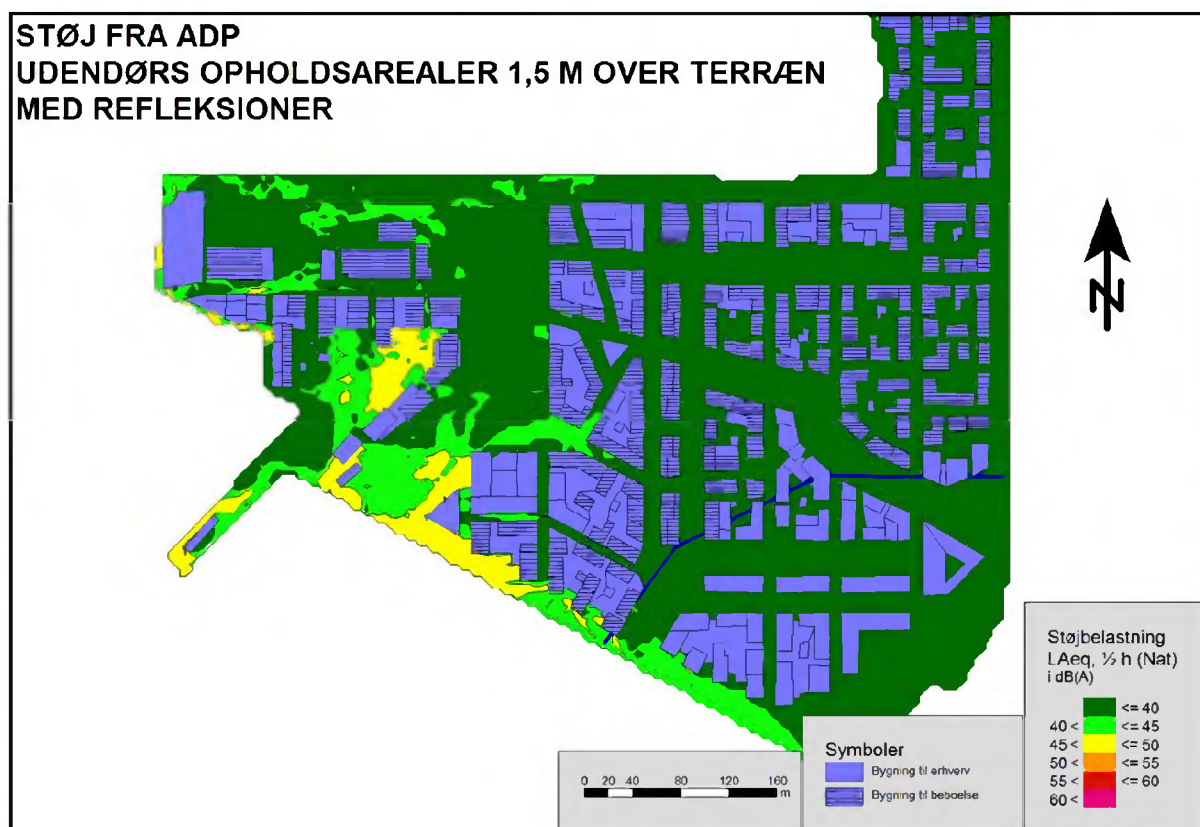 STØJ FRA ADP
UDENDØRS OPHOLDSAREALER 1,5 M OVER TERRÆN
MED REFLEKSIONER
N
Støjbelastning
LAeq, ½ h (Nat)
i dB(A)
<= 40
40 < <= 45
45 < <= 50
50 < <= 55
55 < <= 60
60 <
Symboler
Bygning til erhverv
Bygning til beboelse
0 20 40 80 120 160
m